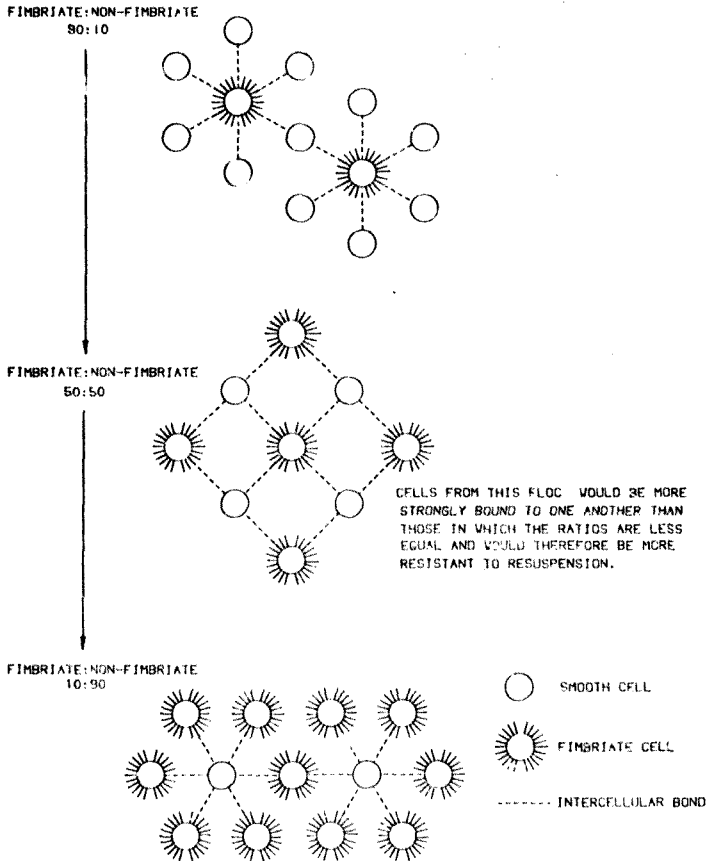 FIMBRIATE:NON-FIMBRIATE
90:10
FIMBRIATE:NON-FIMBRIATE
50:50
CELLS FROM THIS FLOC WOULD BE MORE
STRONGLY BOUND TO ONE ANOTHER THAN
THOSE IN WHICH THE RATIOS ARE LESS
EQUAL AND WOULD THEREFORE BE MORE
RESISTANT TO RESUSPENSION.
FIMBRIATE:NON-FIMBRIATE
10:90
SMOOTH CELL
FIMBRIATE CELL
INTERCELLULAR BOND